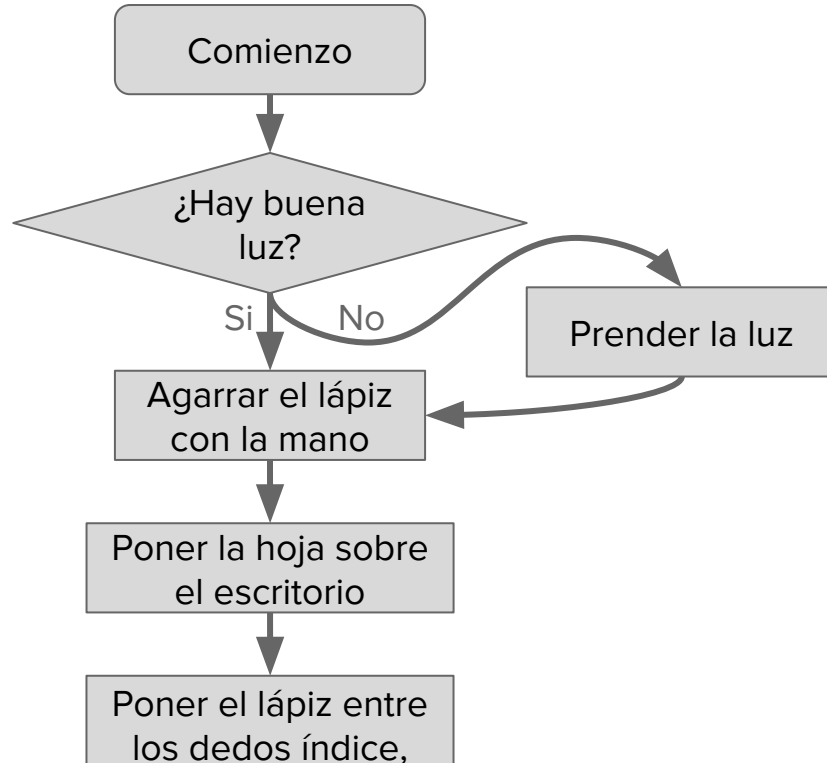 Comienzo
¿Hay buena
luz?
Si
No
Prender la luz
Agarrar el lápiz
con la mano
Poner la hoja sobre
el escritorio
Poner el lápiz entre
los dedos índice,